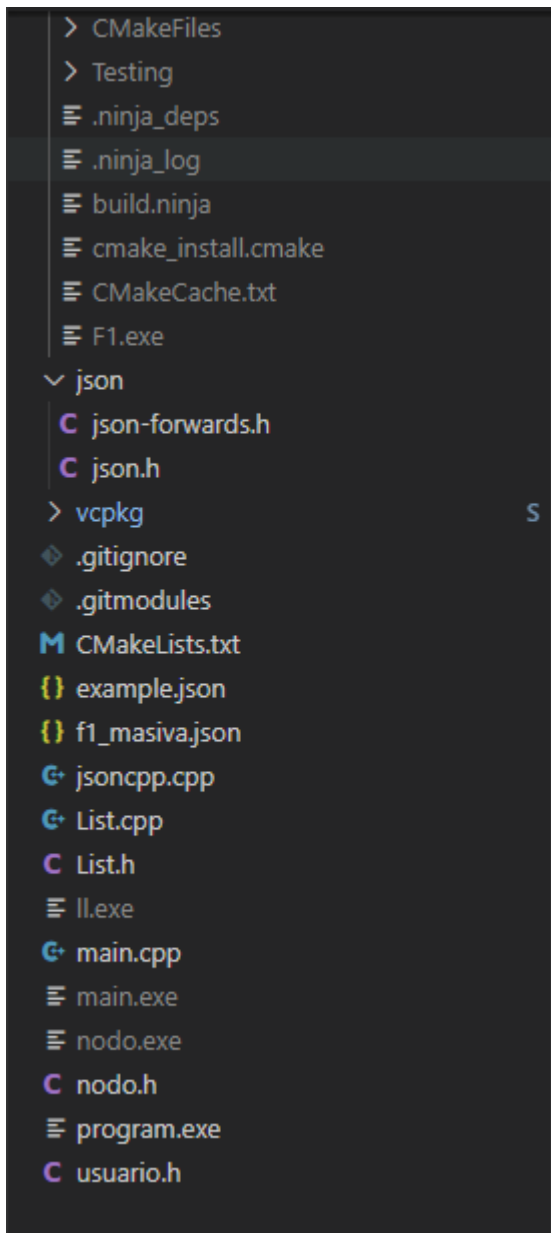 CMakeFiles
Testing
.ninja_deps
.ninja_log
build.ninja
cmake_install.cmake
CMakeCache.txt
F1.exe
json
C json-forwards.h
C json.h
vcpkg S
.gitignore
.gitmodules
M CMakeLists.txt
{} example.json
{} f1_masiva.json
C++ jsoncpp.cpp
C++ List.cpp
C List.h
ll.exe
C++ main.cpp
main.exe
nodo.exe
C nodo.h
program.exe
C usuario.h